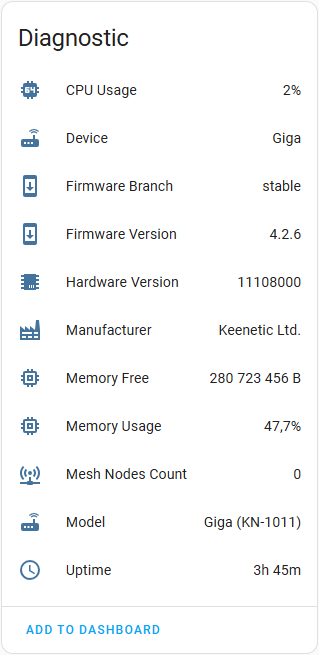 Diagnostic
CPU Usage 2%
Device Giga
Firmware Branch stable
Firmware Version 4.2.6
Hardware Version 11108000
Manufacturer Keenetic Ltd.
Memory Free 280 723 456 B
Memory Usage 47,7%
Mesh Nodes Count 0
Model Giga (KN-1011)
Uptime 3h 45m
ADD TO DASHBOARD